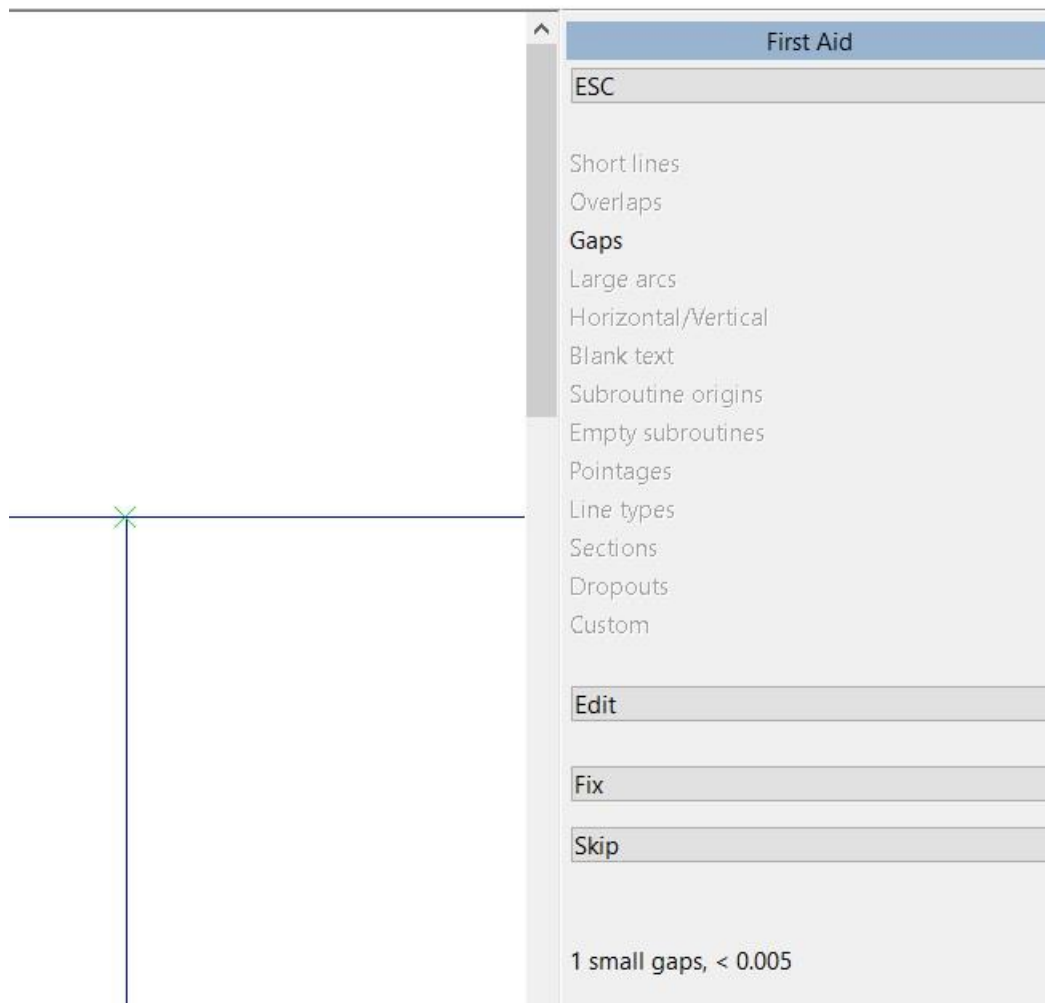 First Aid
ESC
Short lines
Overlaps
Gaps
Large arcs
Horizontal/Vertical
Blank text
Subroutine origins
Empty subroutines
Pointages
Line types
Sections
Dropouts
Custom
Edit
Fix
Skip
1 small gaps, < 0.005